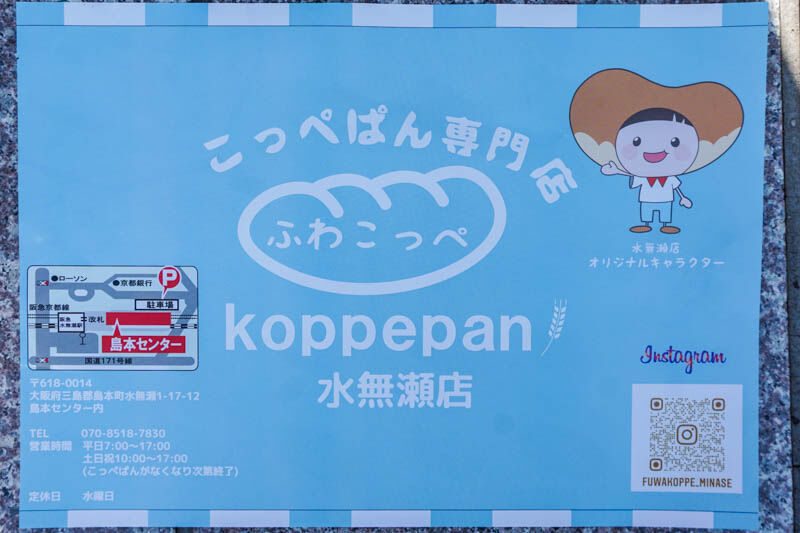 こっぺぱん専門店
ふわこっぺ
koppepan
水無瀬店
水無瀬店
オリジナルキャラクター
●ローソン
●京都銀行
P
駐車場
阪急京都線
改札
阪急
水無瀬駅
島本センター
国道171号線
〒618-0014
大阪府三島郡島本町水無瀬1-17-12
島本センター内
TEL 070-8518-7830
営業時間 平日7:00〜17:00
土日祝10:00〜17:00
(こっぺぱんがなくなり次第終了)
定休日 水曜日
Instagram
FUWAKOPPE_MINASE